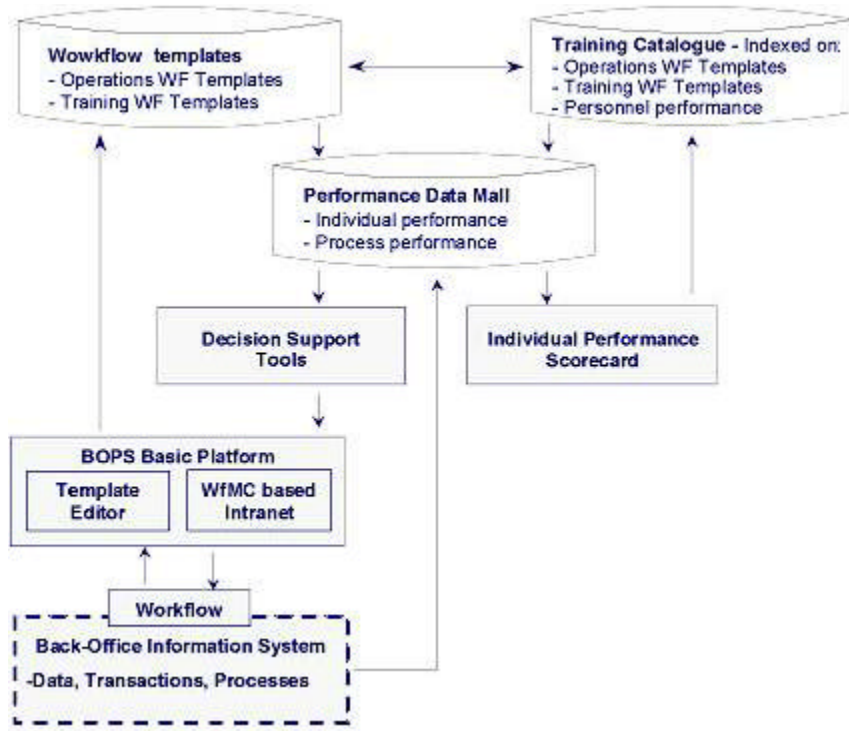 Wowkflow templates
- Operations WF Templates
- Training WF Templates
Training Catalogue - Indexed on:
- Operations WF Templates
- Training WF Templates
- Personnel performance
Performance Data Mall
- Individual performance
- Process performance
Decision Support
Tools
Individual Performance
Scorecard
BOPS Basic Platform
Template
Editor
WfMC based
Intranet
Workflow
Back-Office Information System
-Data, Transactions, Processes